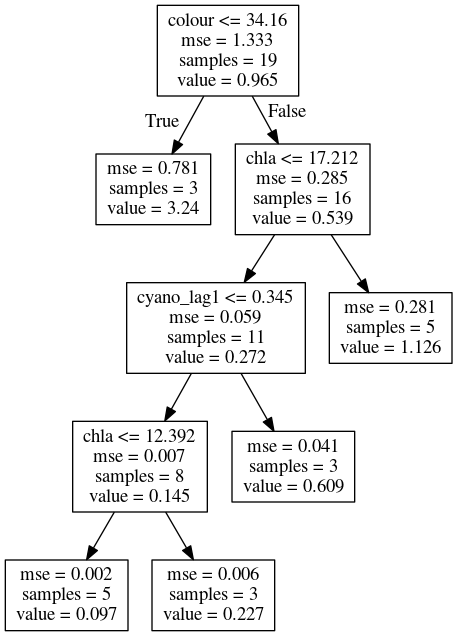 colour <= 34.16
mse = 1.333
samples = 19
value = 0.965
True
False
mse = 0.781
samples = 3
value = 3.24
chla <= 17.212
mse = 0.285
samples = 16
value = 0.539
cyano_lag1 <= 0.345
mse = 0.059
samples = 11
value = 0.272
mse = 0.281
samples = 5
value = 1.126
chla <= 12.392
mse = 0.007
samples = 8
value = 0.145
mse = 0.041
samples = 3
value = 0.609
mse = 0.002
samples = 5
value = 0.097
mse = 0.006
samples = 3
value = 0.227